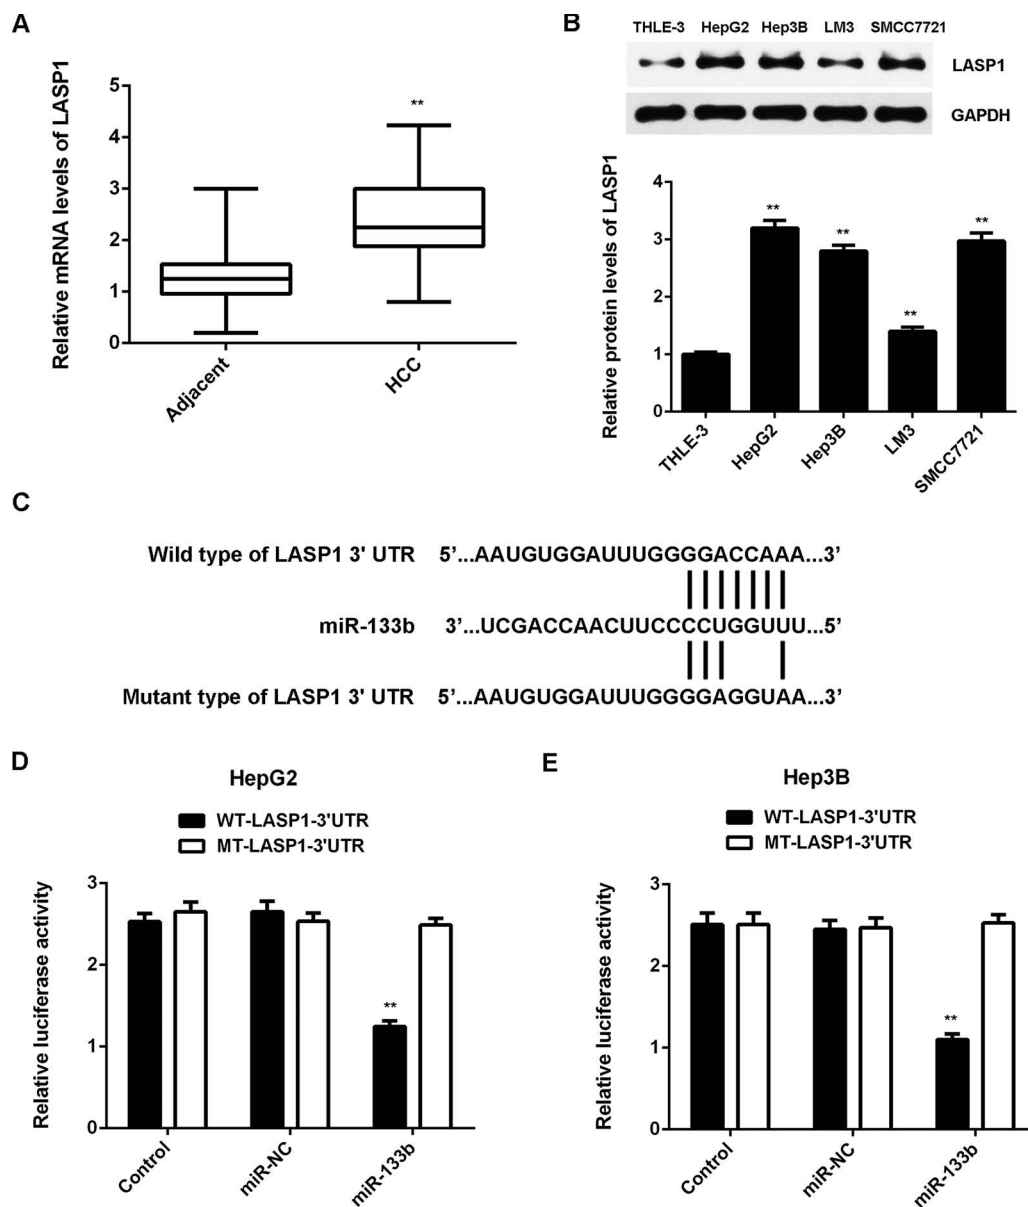 A
Relative mRNA levels of LASP1
5
4
3
2
1
0
**
Adjacent
HCC
B
THLE-3 HepG2 Hep3B LM3 SMCC7721
LASP1
GAPDH
Relative protein levels of LASP1
4
3
2
1
0
**
**
**
**
THLE-3
HepG2
Hep3B
LM3
SMCC7721
C
Wild type of LASP1 3' UTR 5’...AAUGUGGAUUUGGGGACCAAA...3’
miR-133b 3’...UCGACCAACUUCCCCUGGUUU...5’
Mutant type of LASP1 3' UTR 5’...AAUGUGGAUUUGGGGAGGUAA...3’
D
HepG2
WT-LASP1-3'UTR
MT-LASP1-3'UTR
Relative luciferase activity
3
2
1
0
**
Control
miR-NC
miR-133b
E
Hep3B
WT-LASP1-3'UTR
MT-LASP1-3'UTR
Relative luciferase activity
3
2
1
0
**
Control
miR-NC
miR-133b